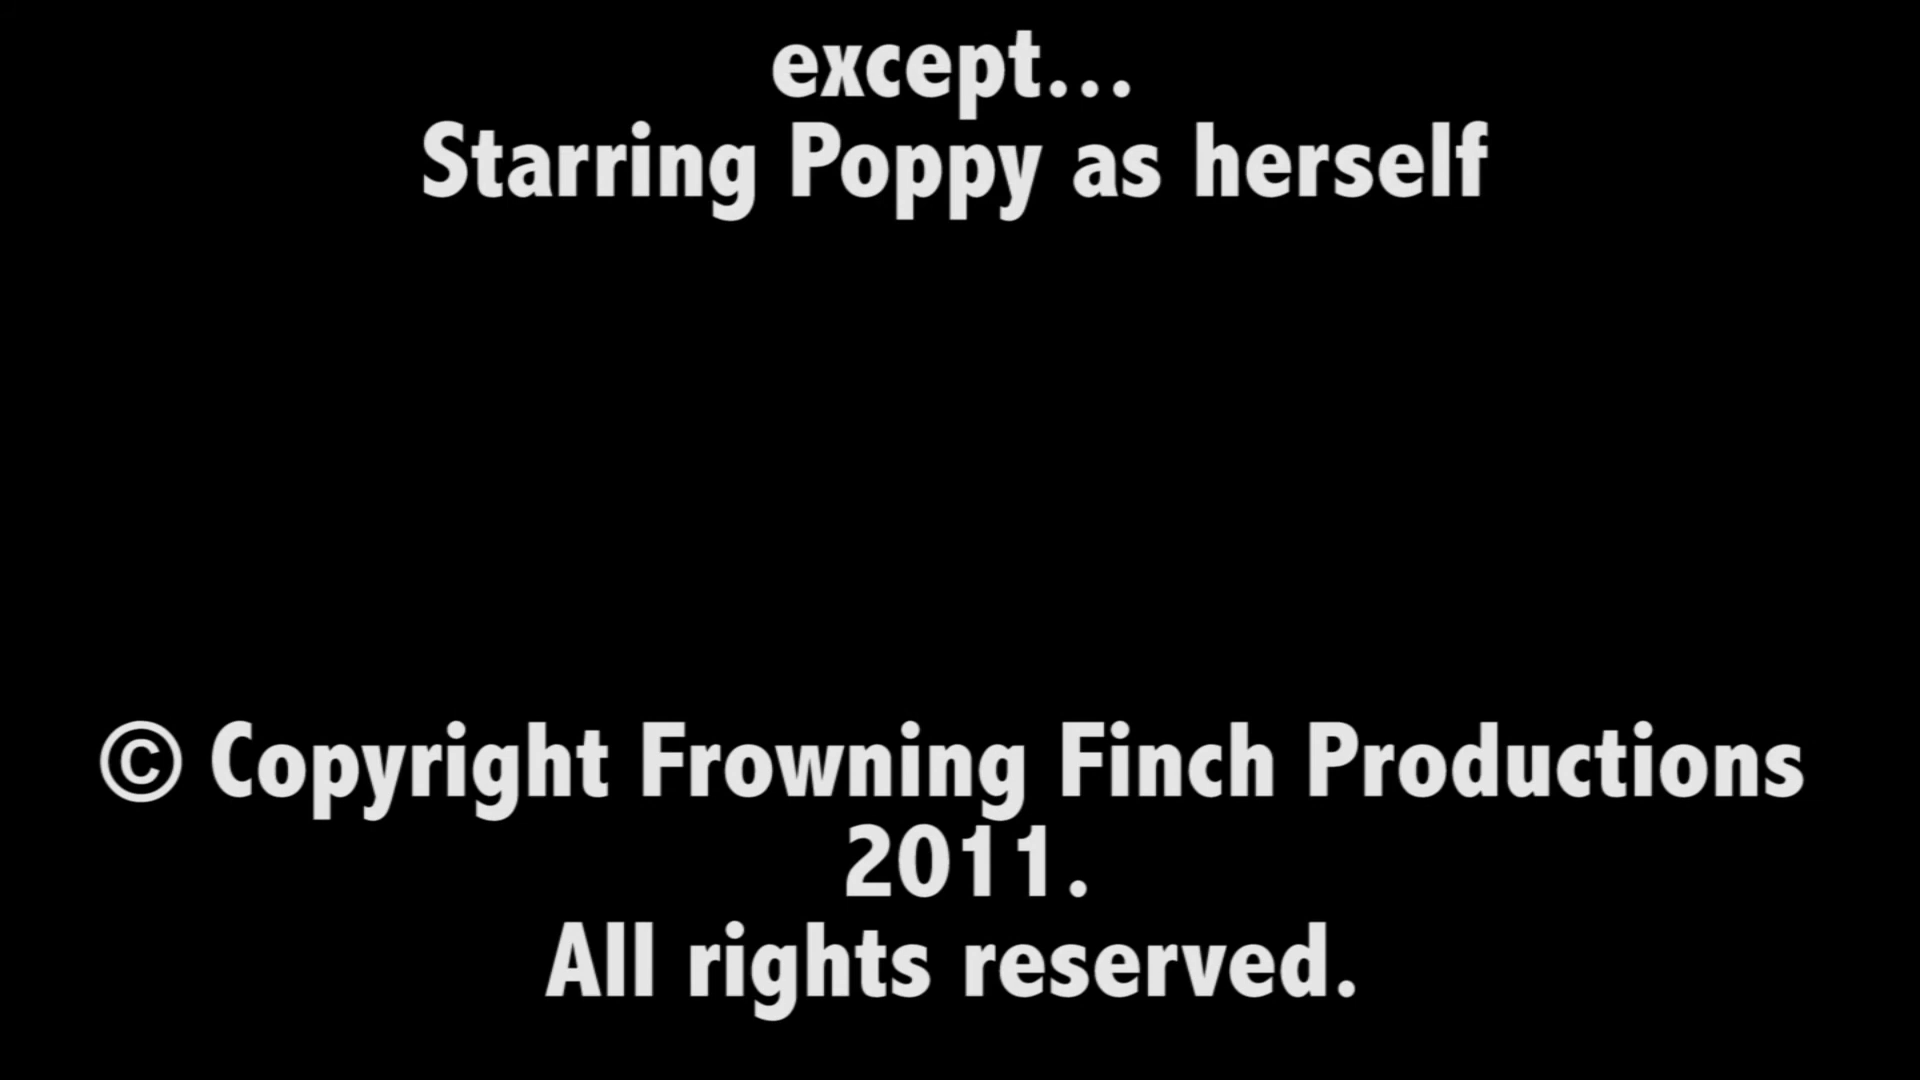 except...
Starring Poppy as herself
© Copyright Frowning Finch Productions
2011.
All rights reserved.